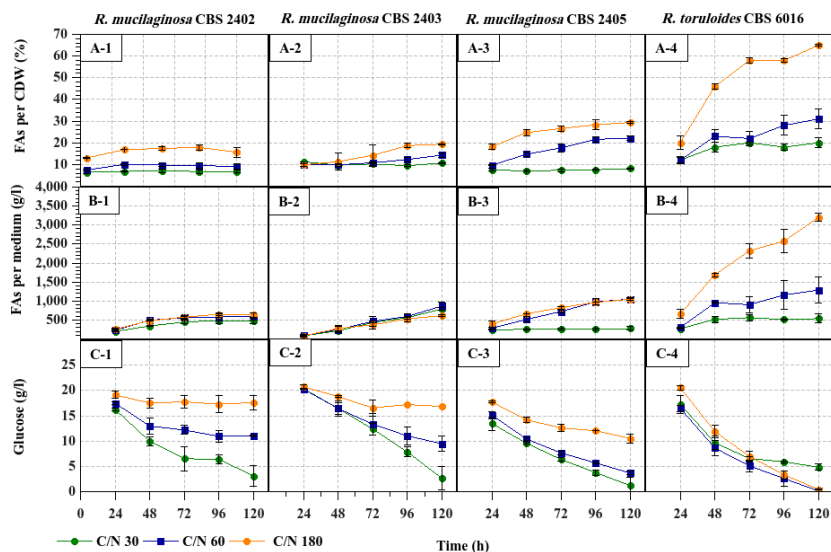 R. mucilaginosa CBS 2402 R. mucilaginosa CBS 2403 R. mucilaginosa CBS 2405 R. toruloides CBS 6016
FAs per CDW (%)
70
60
50
40
30
20
10
A-1 A-2 A-3 A-4
FAs per medium (g/l)
4,000
3,500
3,000
2,500
2,000
1,500
1,000
500
B-1 B-2 B-3 B-4
Glucose (g/l)
25
20
15
10
5
0
C-1 C-2 C-3 C-4
0 24 48 72 96 120 24 48 72 96 120 24 48 72 96 120 24 48 72 96 120
C/N 30 C/N 60 C/N 180 Time (h)